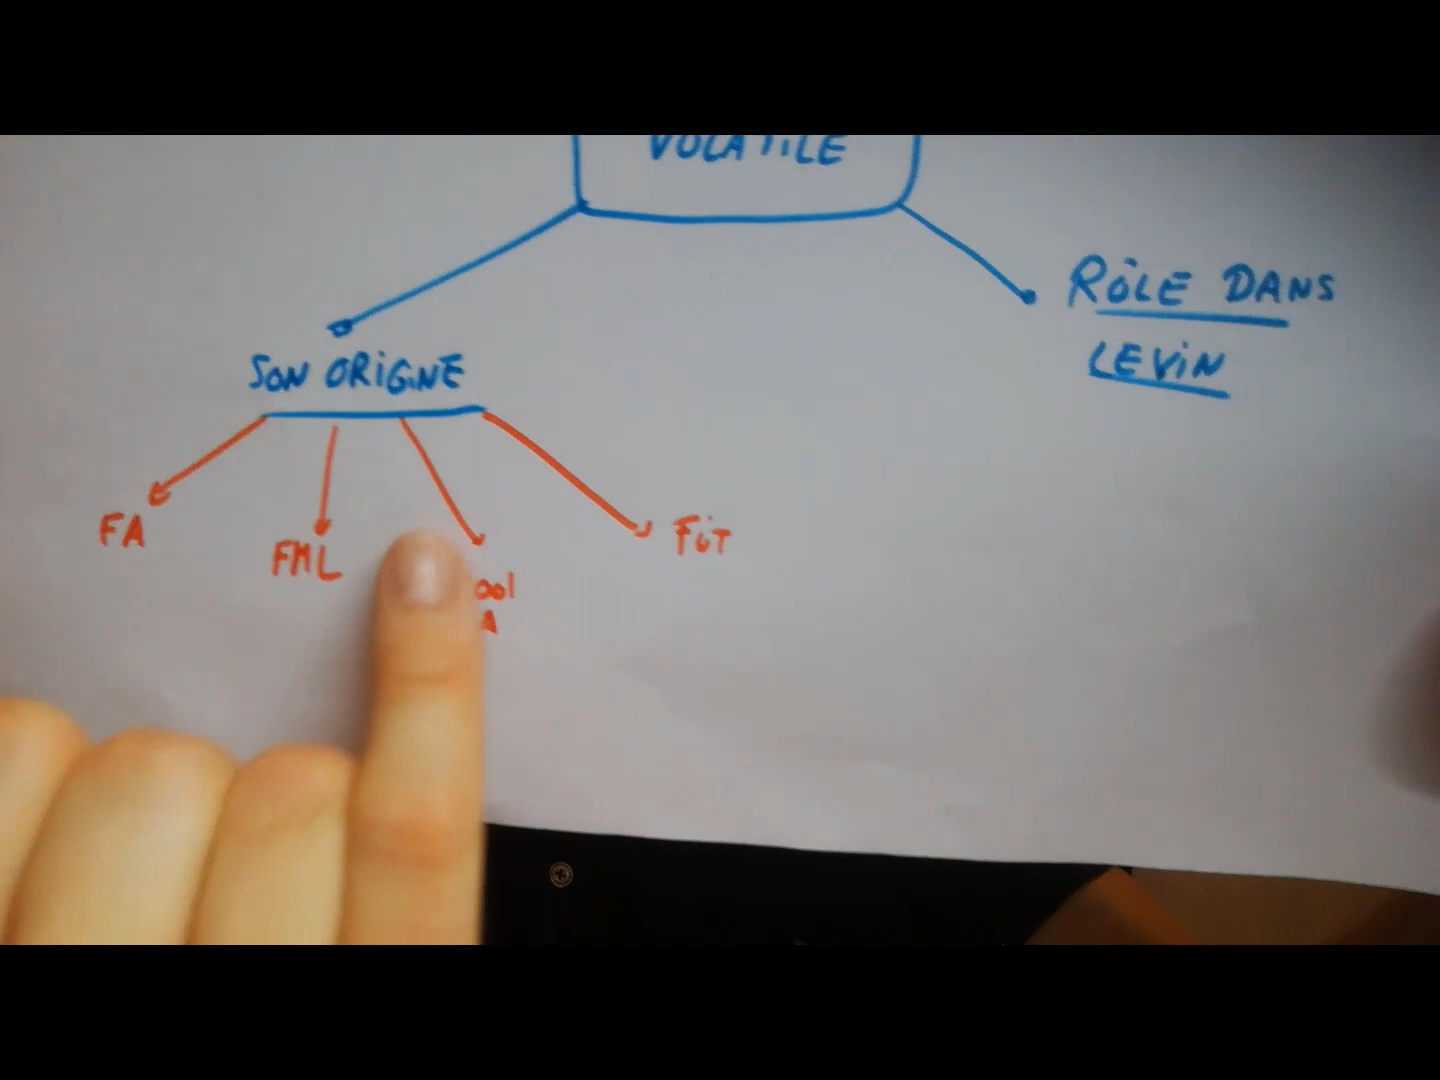 VOLATILE
RÔLE DANS
LE VIN
SON ORIGINE
FA
FML
FûT